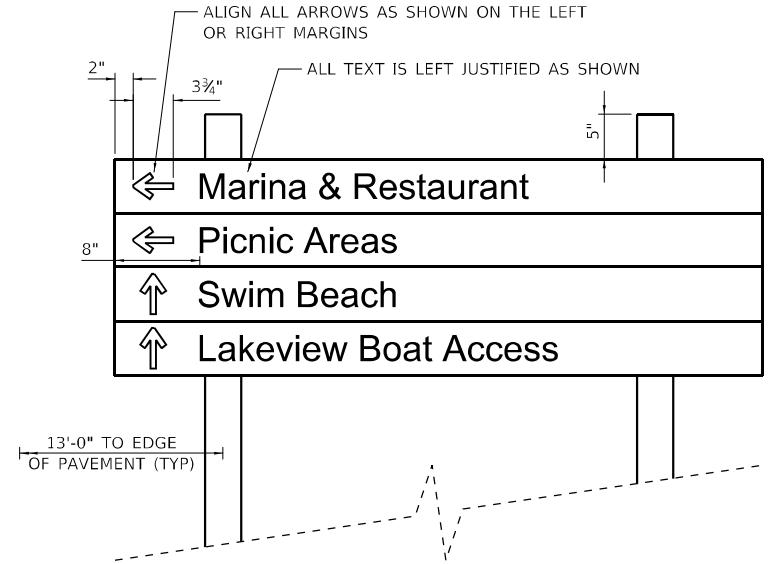 ALIGN ALL ARROWS AS SHOWN ON THE LEFT
OR RIGHT MARGINS
2"
3¾"
ALL TEXT IS LEFT JUSTIFIED AS SHOWN
5"
Marina & Restaurant
Picnic Areas
8"
Swim Beach
Lakeview Boat Access
13'-0" TO EDGE
OF PAVEMENT (TYP)